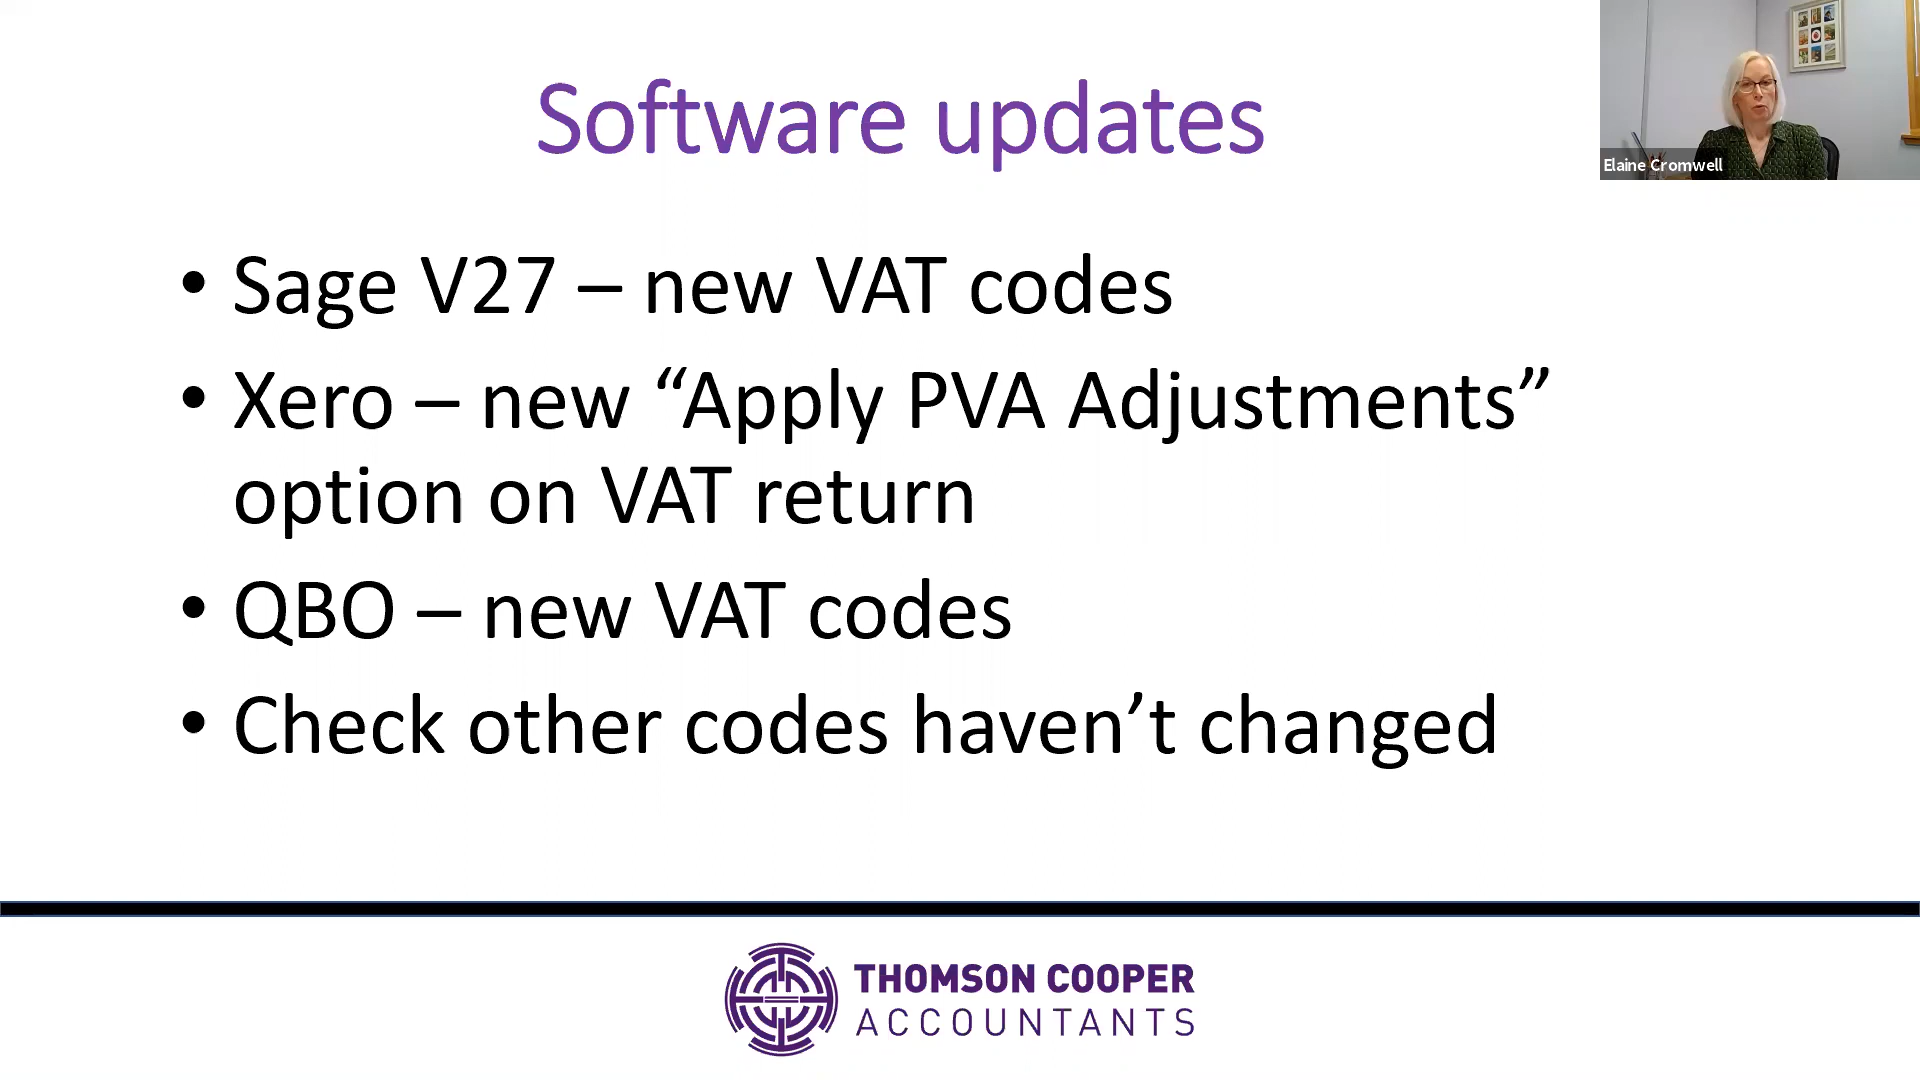 Software updates
Elaine Cromwell
• Sage V27 – new VAT codes
• Xero – new “Apply PVA Adjustments”
option on VAT return
• QBO – new VAT codes
• Check other codes haven’t changed
THOMSON COOPER
ACCOUNTANTS